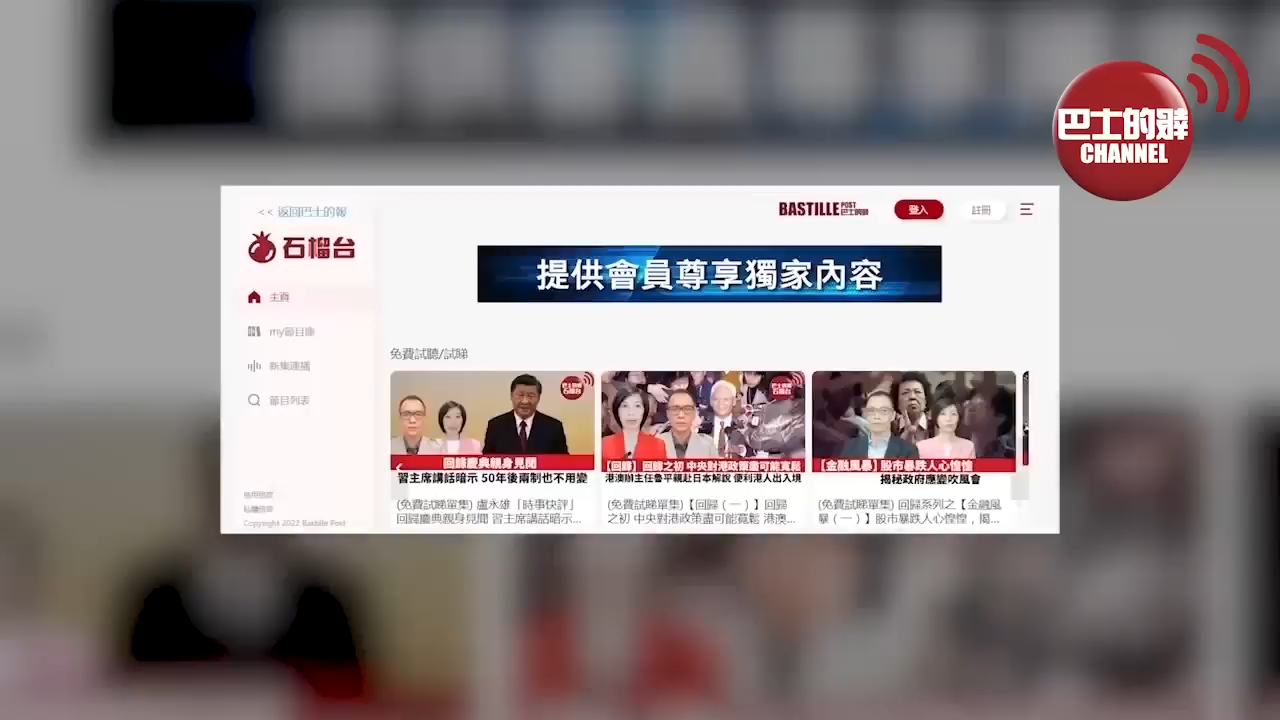 巴士的報
CHANNEL
<< 返回巴士的報
BASTILLE POST
巴士的報
登入
註冊
石榴台
提供會員尊享獨家內容
主頁
my節目庫
新集連播
節目列表
免費試聽/試睇
回歸慶典親身見聞
習主席講話暗示 50年後兩制也不用變
(免費試睇單集) 盧永雄「時事快評」
回歸慶典親身見聞 習主席講話暗示...
【回歸】回歸之初 中央對港政策盡可能寬鬆
港澳辦主任魯平親赴日本解說 便利港人出入境
(免費試睇單集)【回歸(一)】回歸
之初 中央對港政策盡可能寬鬆 港澳...
【金融風暴】股市暴跌人心惶惶
揭秘政府應變吹風會
(免費試睇單集) 回歸系列之【金融風
暴(一)】股市暴跌人心惶惶,揭...
使用條款
私隱政策
Copyright 2022 Bastille Post